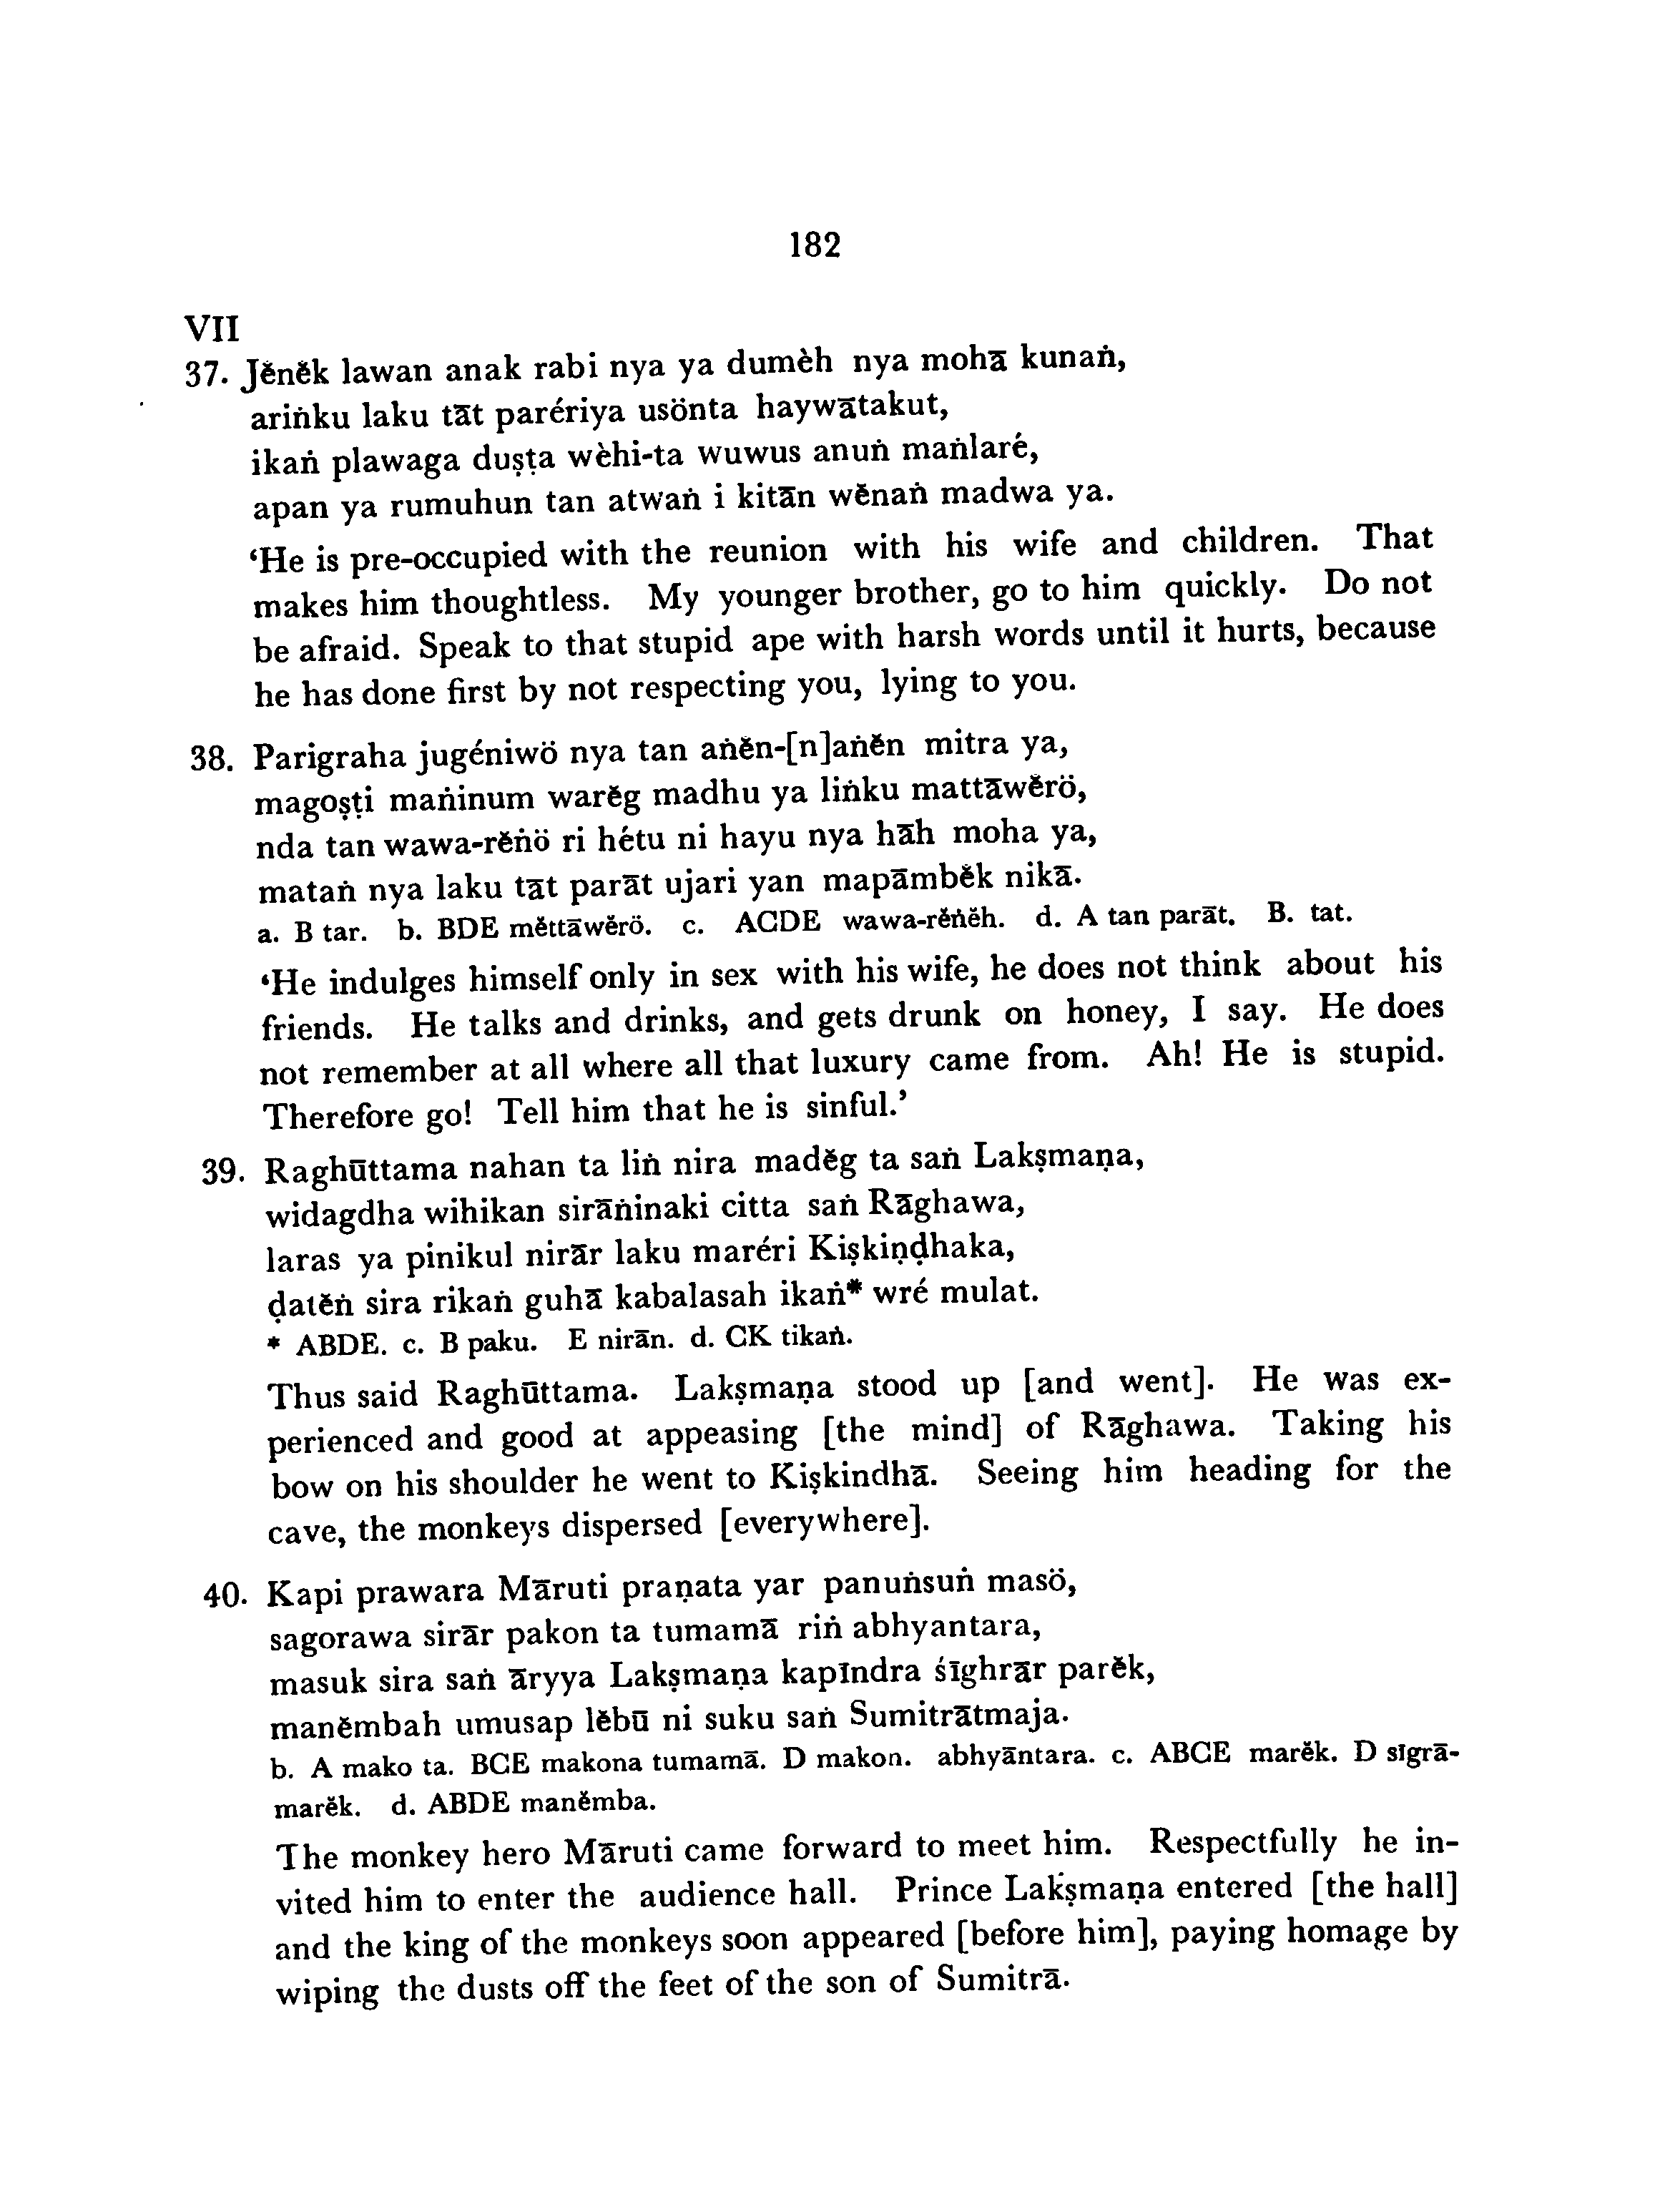 182
VII
37. Jĕnĕk lawan anak rabi nya ya dumèh nya mohā kunaṅ,
ariṅku laku tāt parériya usönta haywātakut,
ikaṅ plawaga duṣṭa wèhi-ta wuwus anuṅ maṅlaré,
apan ya rumuhun tan atwaṅ i kitān wĕnaṅ madwa ya.
‘He is pre-occupied with the reunion with his wife and children. That
makes him thoughtless. My younger brother, go to him quickly. Do not
be afraid. Speak to that stupid ape with harsh words until it hurts, because
he has done first by not respecting you, lying to you.
38. Parigraha jugéniwö nya tan aṅĕn-[n]aṅĕn mitra ya,
magoṣṭi maṅinum warĕg madhu ya liṅku mattāwĕrö,
nda tan wawa-rĕṅö ri hétu ni hayu nya hāh moha ya,
mataṅ nya laku tāt parāt ujari yan mapāmbĕk nikā.
a. B tar. b. BDE mĕttāwĕrö. c. ACDE wawa-rĕṅĕh. d. A tan parāt. B. tat.
‘He indulges himself only in sex with his wife, he does not think about his
friends. He talks and drinks, and gets drunk on honey, I say. He does
not remember at all where all that luxury came from. Ah! He is stupid.
Therefore go! Tell him that he is sinful.’
39. Raghūttama nahan ta liṅ nira madĕg ta saṅ Lakṣmaṇa,
widagdha wihikan sirāṅinaki citta saṅ Rāghawa,
laras ya pinikul nirār laku maréri Kiṣkiṇḍhaka,
ḍatĕṅ sira rikaṅ guhā kabalasah ikaṅ* wré mulat.
* ABDE. c. B paku. E nirān. d. CK tikaṅ.
Thus said Raghūttama. Lakṣmaṇa stood up [and went]. He was ex-
perienced and good at appeasing [the mind] of Rāghawa. Taking his
bow on his shoulder he went to Kiṣkindhā. Seeing him heading for the
cave, the monkeys dispersed [everywhere].
40. Kapi prawara Māruti praṇata yar panuṅsuṅ masö,
sagorawa sirār pakon ta tumamā riṅ abhyantara,
masuk sira saṅ āryya Lakṣmaṇa kapīndra śīghrār parĕk,
manĕmbah umusap lĕbū ni suku saṅ Sumitrātmaja.
b. A mako ta. BCE makona tumamā. D makon. abhyāntara. c. ABCE marĕk. D sīgrā-
marĕk. d. ABDE manĕmba.
The monkey hero Māruti came forward to meet him. Respectfully he in-
vited him to enter the audience hall. Prince Lakṣmaṇa entered [the hall]
and the king of the monkeys soon appeared [before him], paying homage by
wiping the dusts off the feet of the son of Sumitrā.